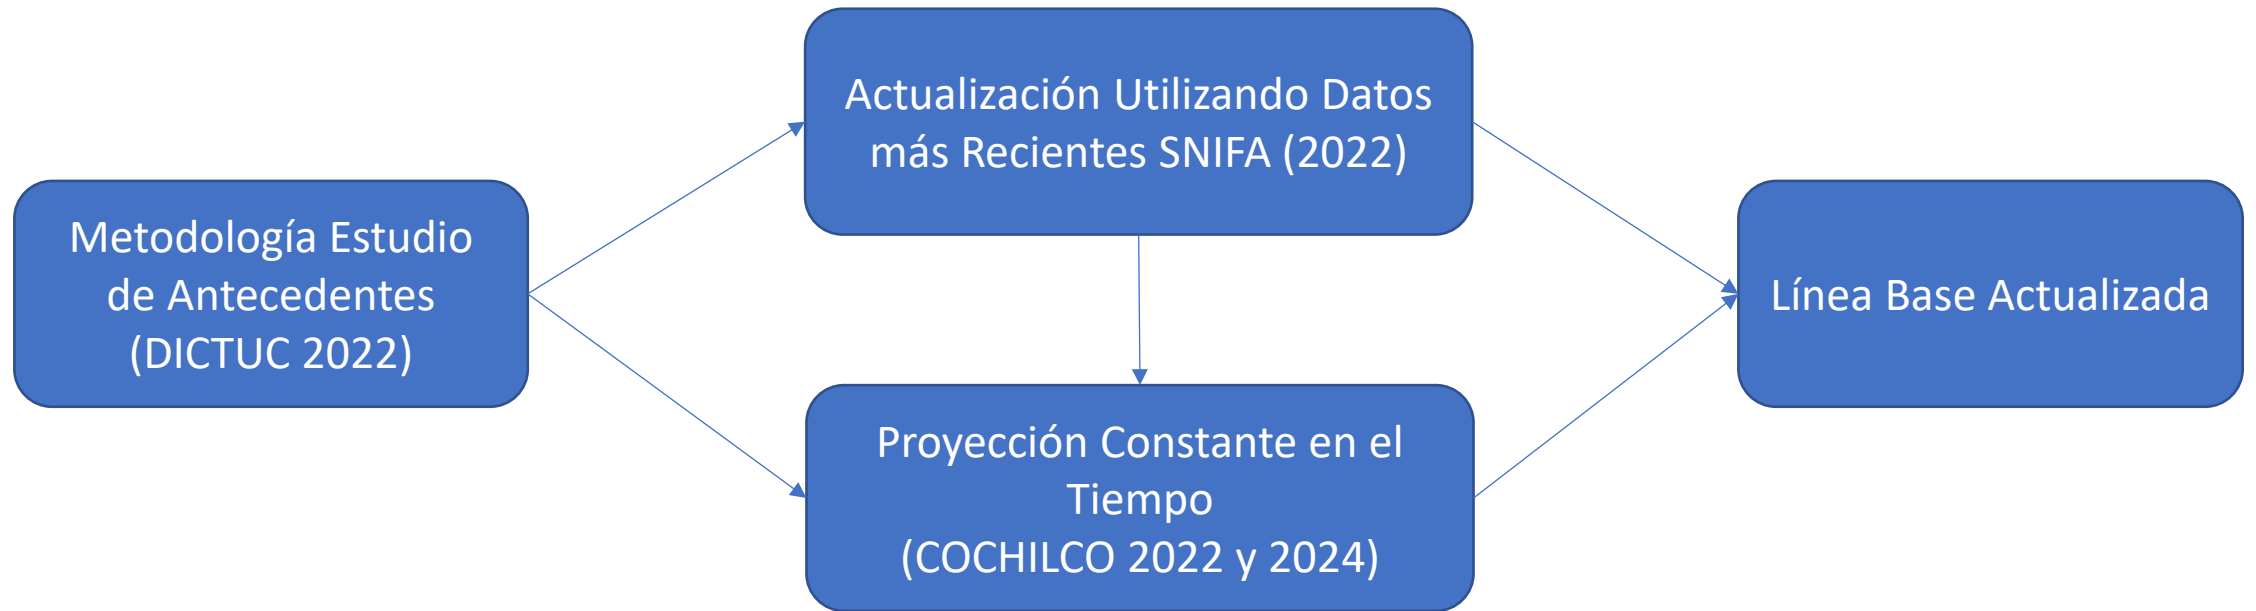 Metodología Estudio
de Antecedentes
(DICTUC 2022)
Actualización Utilizando Datos
más Recientes SNIFA (2022)
Proyección Constante en el
Tiempo
(COCHILCO 2022 y 2024)
Línea Base Actualizada